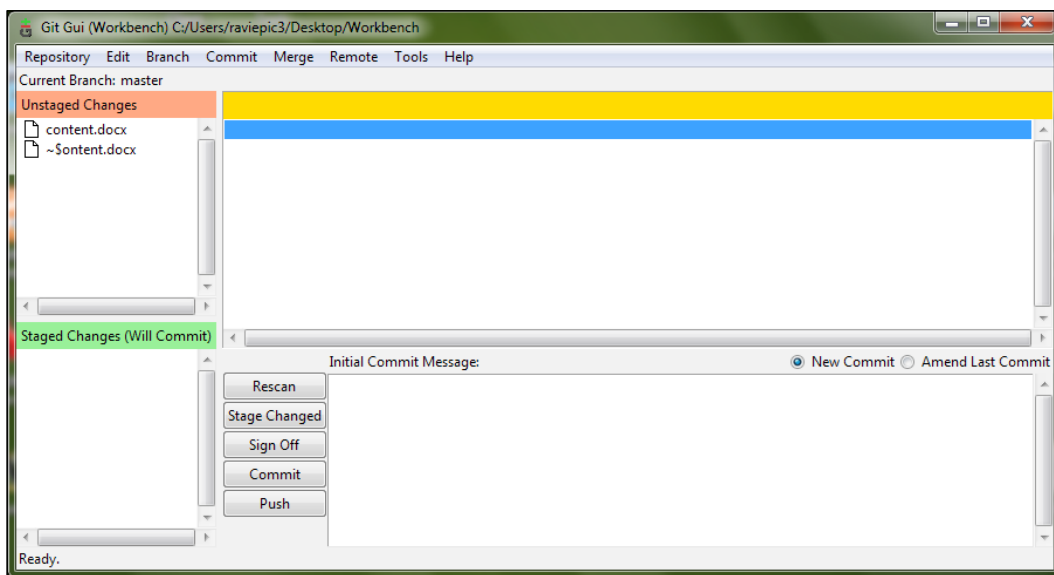 Git Gui (Workbench) C:/Users/raviepic3/Desktop/Workbench
Repository Edit Branch Commit Merge Remote Tools Help
Current Branch: master
Unstaged Changes
content.docx
~$ontent.docx
Staged Changes (Will Commit)
Initial Commit Message:
New Commit
Amend Last Commit
Rescan
Stage Changed
Sign Off
Commit
Push
Ready.